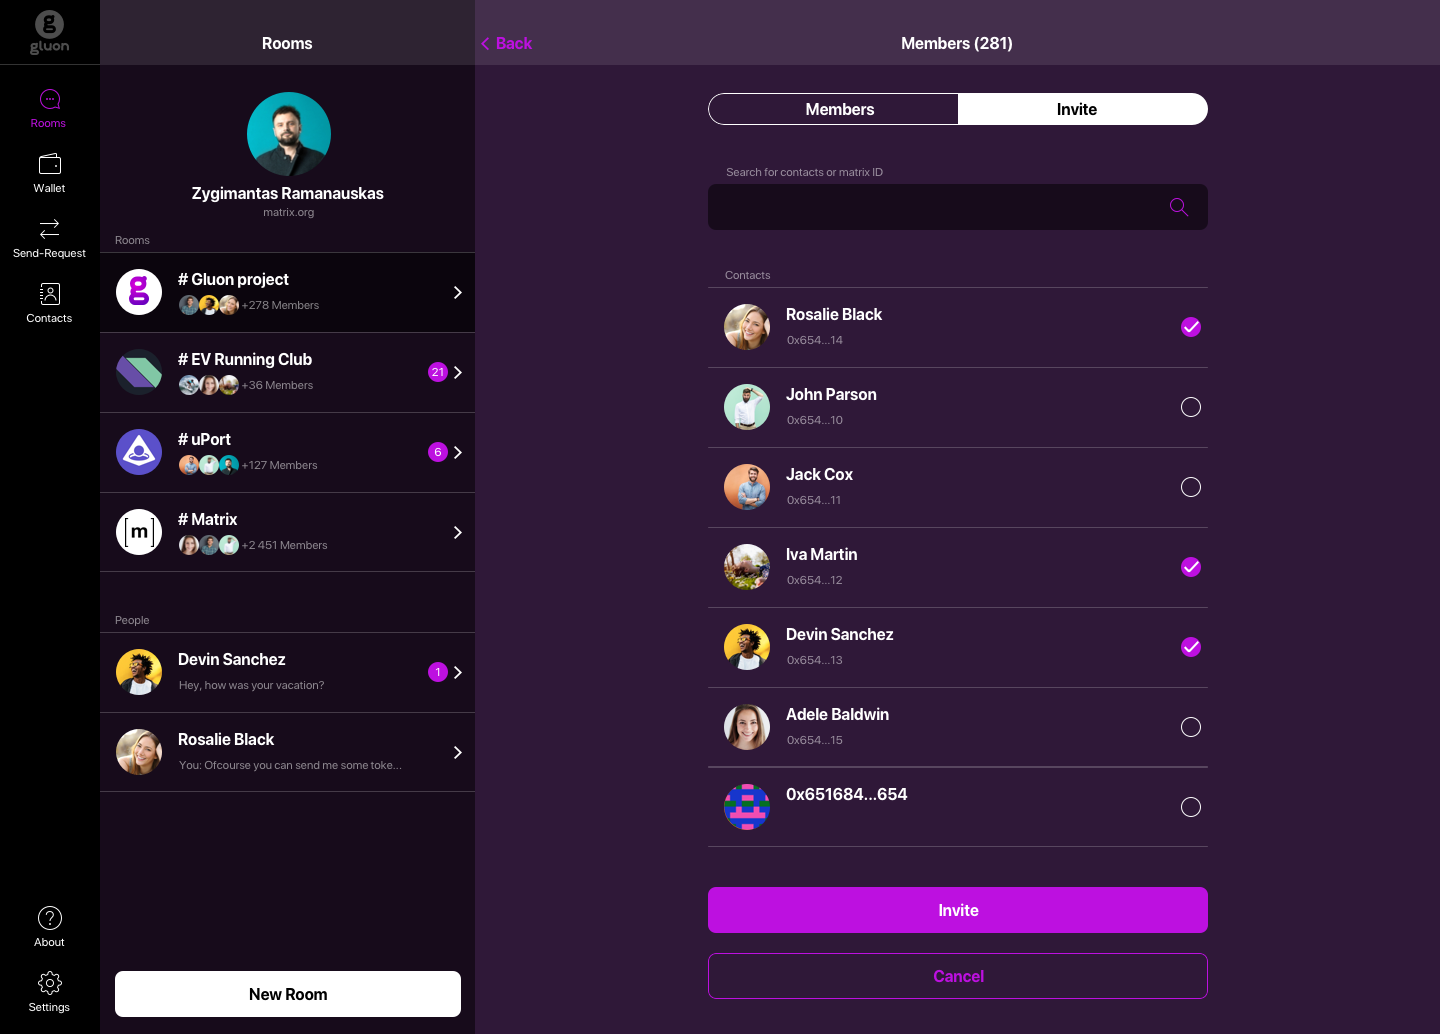 g
gluon
Rooms
Wallet
Send-Request
Contacts
About
Settings
Rooms
Zygimantas Ramanauskas
matrix.org
Rooms
g
# Gluon project
+278 Members
# EV Running Club
+36 Members
21
# uPort
+127 Members
6
[m]
# Matrix
+2 451 Members
People
Devin Sanchez
Hey, how was your vacation?
1
Rosalie Black
You: Ofcourse you can send me some toke...
New Room
Back
Members (281)
Members
Invite
Search for contacts or matrix ID
Contacts
Rosalie Black
0x654...14
John Parson
0x654...10
Jack Cox
0x654...11
Iva Martin
0x654...12
Devin Sanchez
0x654...13
Adele Baldwin
0x654...15
0x651684...654
Invite
Cancel